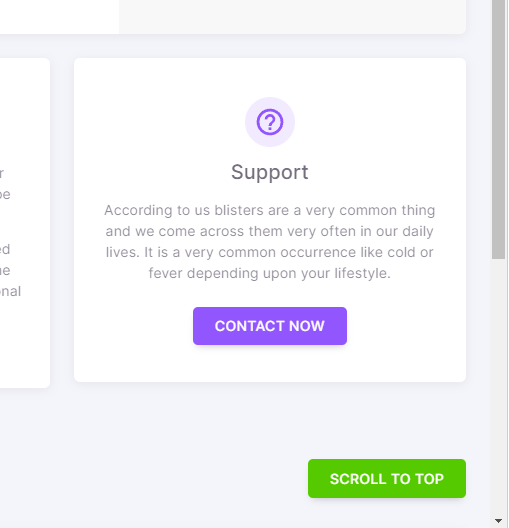 r
be
ed
ne
onal
Support
According to us blisters are a very common thing
and we come across them very often in our daily
lives. It is a very common occurrence like cold or
fever depending upon your lifestyle.
CONTACT NOW
SCROLL TO TOP